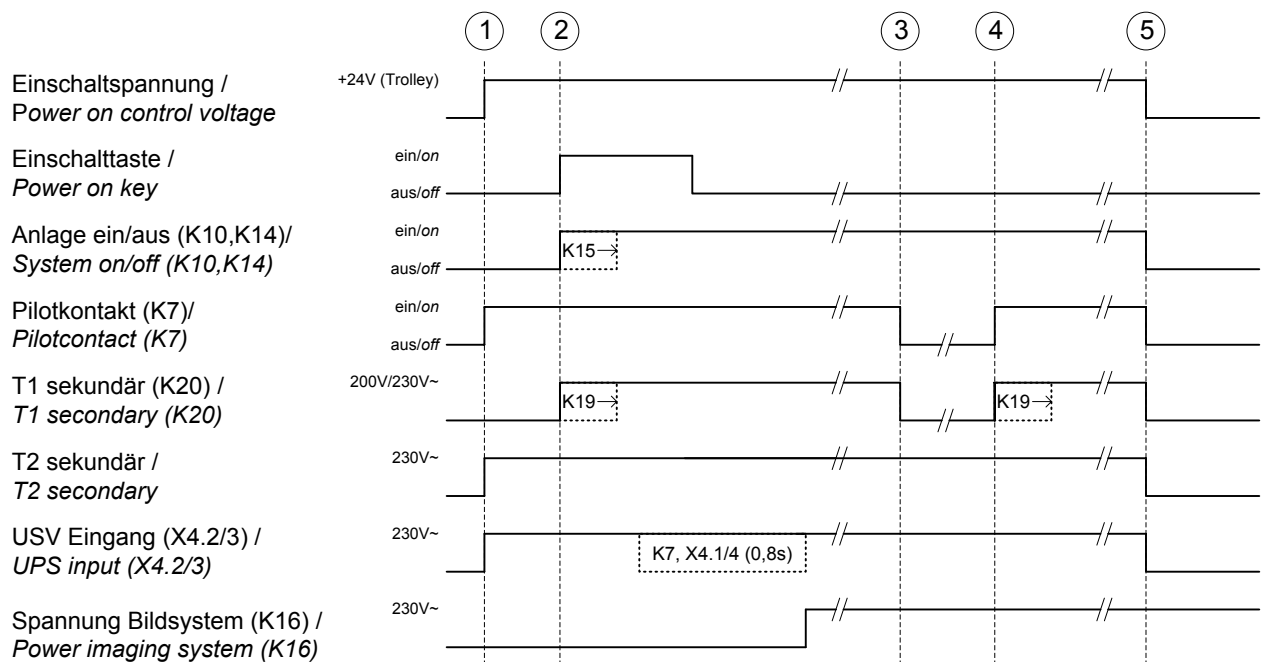 1 2 3 4 5
Einschaltspannung / +24V (Trolley)
Power on control voltage
Einschalttaste / ein/on
Power on key aus/off
Anlage ein/aus (K10,K14)/ ein/on
K15→
System on/off (K10,K14) aus/off
Pilotkontakt (K7)/ ein/on
Pilotcontact (K7) aus/off
T1 sekundär (K20) / 200V/230V~
K19→ K19→
T1 secondary (K20)
T2 sekundär / 230V~
T2 secondary
USV Eingang (X4.2/3) / 230V~
K7, X4.1/4 (0,8s)
UPS input (X4.2/3)
Spannung Bildsystem (K16) / 230V~
Power imaging system (K16)